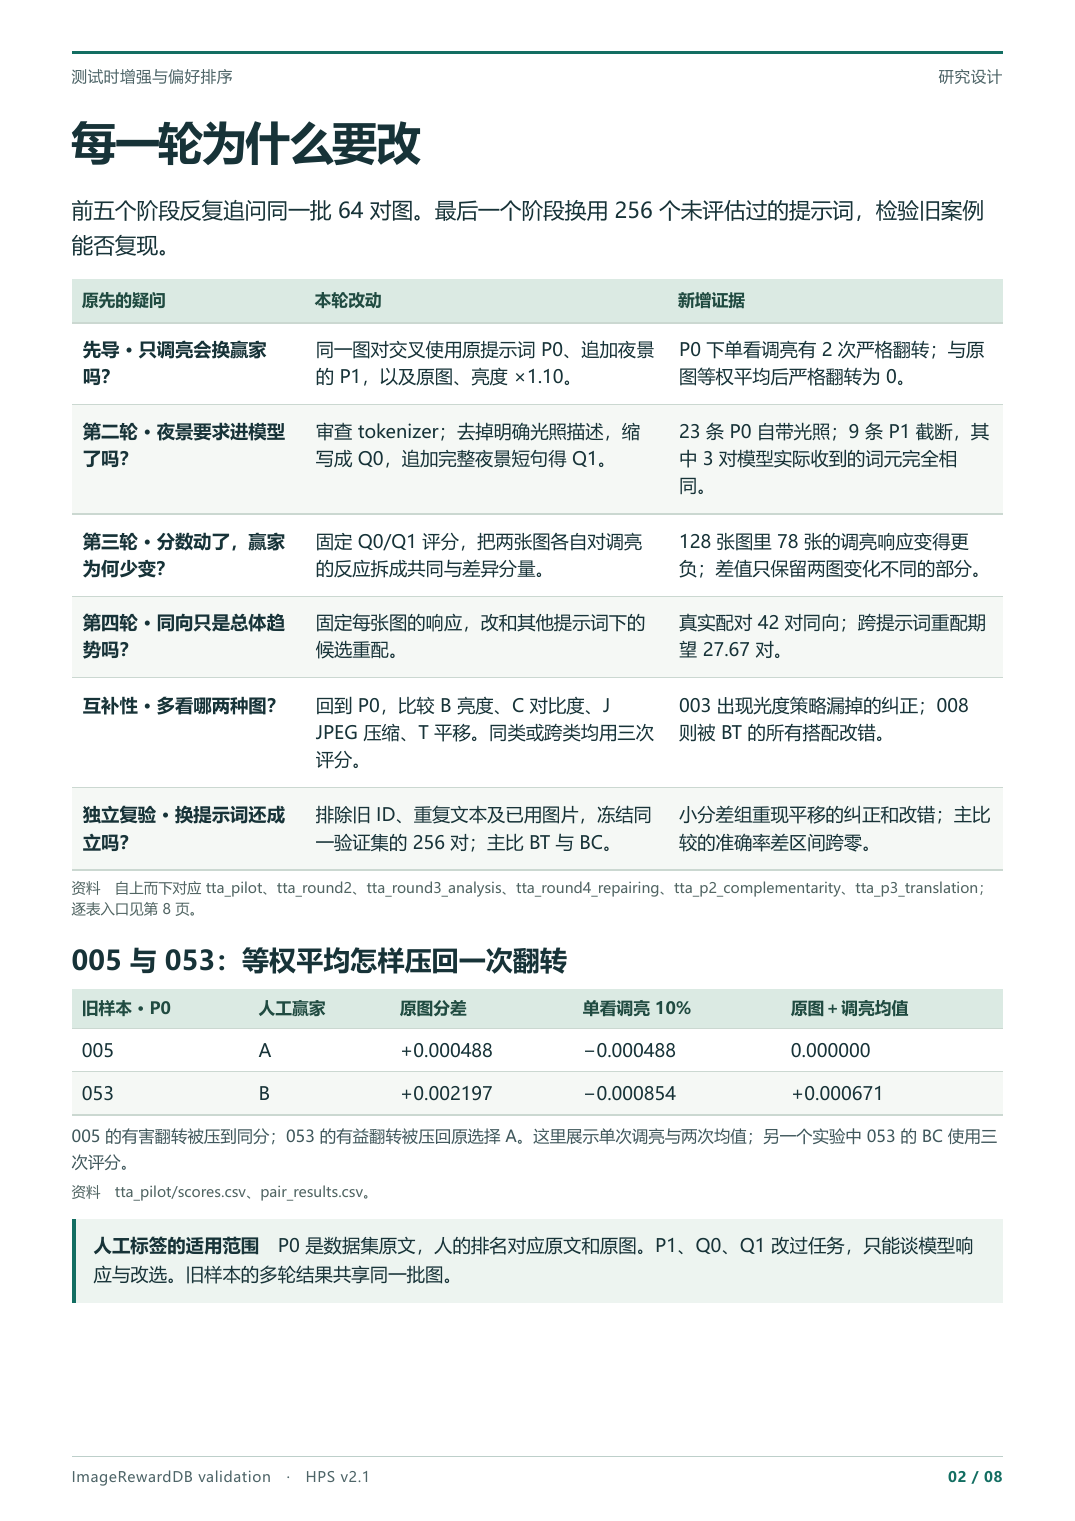 测试时增强与偏好排序
研究设计
每一轮为什么要改
前五个阶段反复追问同一批 64 对图。最后一个阶段换用 256 个未评估过的提示词，检验旧案例
能否复现。
原先的疑问 本轮改动 新增证据
先导·只调亮会换赢家
吗？
同一图对交叉使用原提示词 P0、追加夜景
的 P1，以及原图、亮度 ×1.10。
P0 下单看调亮有 2 次严格翻转；与原
图等权平均后严格翻转为 0。
第二轮·夜景要求进模型
了吗？
审查 tokenizer；去掉明确光照描述，缩
写成 Q0，追加完整夜景短句得 Q1。
23 条 P0 自带光照；9 条 P1 截断，其
中 3 对模型实际收到的词元完全相
同。
第三轮·分数动了，赢家
为何少变？
固定 Q0/Q1 评分，把两张图各自对调亮
的反应拆成共同与差异分量。
128 张图里 78 张的调亮响应变得更
负；差值只保留两图变化不同的部分。
第四轮·同向只是总体趋
势吗？
固定每张图的响应，改和其他提示词下的
候选重配。
真实配对 42 对同向；跨提示词重配期
望 27.67 对。
互补性·多看哪两种图？
回到 P0，比较 B 亮度、C 对比度、J
JPEG 压缩、T 平移。同类或跨类均用三次
评分。
003 出现光度策略漏掉的纠正；008
则被 BT 的所有搭配改错。
独立复验·换提示词还成
立吗？
排除旧 ID、重复文本及已用图片，冻结同
一验证集的 256 对；主比 BT 与 BC。
小分差组重现平移的纠正和改错；主比
较的准确率差区间跨零。
资料 自上而下对应 tta_pilot、tta_round2、tta_round3_analysis、tta_round4_repairing、tta_p2_complementarity、tta_p3_translation；
逐表入口见第 8 页。
005 与 053：等权平均怎样压回一次翻转
旧样本·P0 人工赢家 原图分差 单看调亮 10% 原图+调亮均值
005 A +0.000488 −0.000488 0.000000
053 B +0.002197 −0.000854 +0.000671
005 的有害翻转被压到同分；053 的有益翻转被压回原选择 A。这里展示单次调亮与两次均值；另一个实验中 053 的 BC 使用三
次评分。
资料 tta_pilot/scores.csv、pair_results.csv。
人工标签的适用范围 P0 是数据集原文，人的排名对应原文和原图。P1、Q0、Q1 改过任务，只能谈模型响
应与改选。旧样本的多轮结果共享同一批图。
ImageRewardDB validation · HPS v2.1
02 / 08